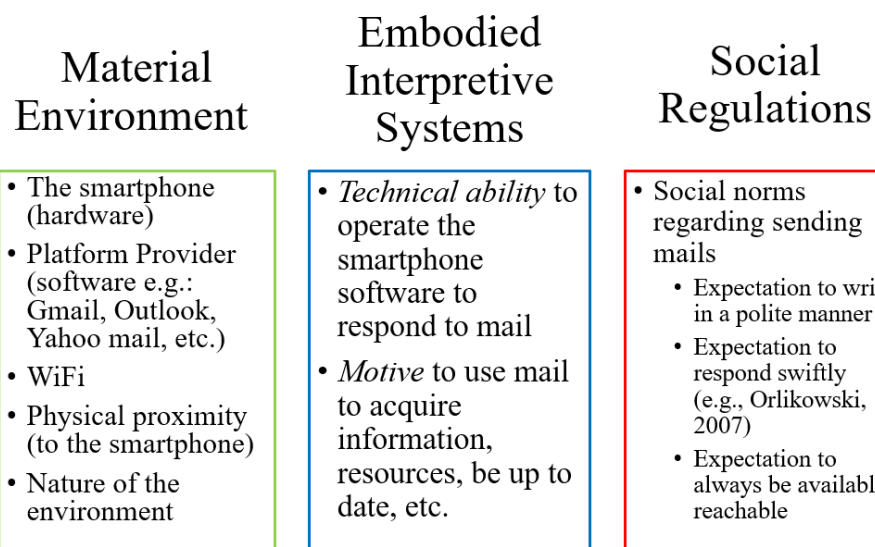 Material
Environment
• The smartphone
(hardware)
• Platform Provider
(software e.g.:
Gmail, Outlook,
Yahoo mail, etc.)
• WiFi
• Physical proximity
(to the smartphone)
• Nature of the
environment
Embodied
Interpretive
Systems
• Technical ability to
operate the
smartphone
software to
respond to mail
• Motive to use mail
to acquire
information,
resources, be up to
date, etc.
Social
Regulations
• Social norms
regarding sending
mails
• Expectation to wri
in a polite manner
• Expectation to
respond swiftly
(e.g., Orlikowski,
2007)
• Expectation to
always be availabl
reachable